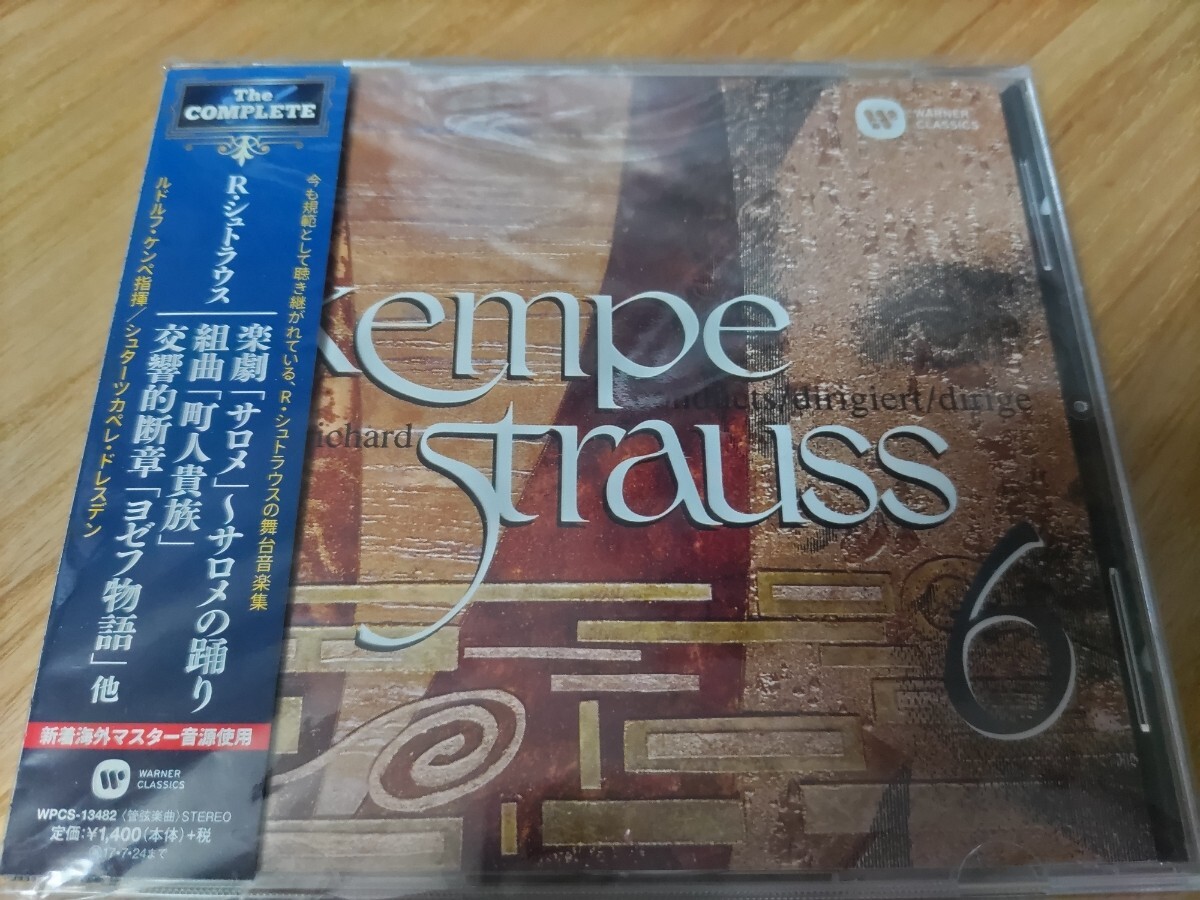 The
COMPLETE
今も規範として聴き継がれている、R・シュトラウスの舞台音楽集
R・シュトラウス
楽劇「サロメ」～サロメの踊り
組曲「町人貴族」
交響的断章「ヨゼフ物語」他
ルドルフ・ケンペ指揮/シュターツカペレ・ドレスデン
新着海外マスター音源使用
WARNER
CLASSICS
WPCS-13482〈管弦楽曲〉STEREO
定価:¥1,400(本体)+税
17・7・24まで
WARNER
CLASSICS
kempe
conducts/dirigiert/dirige
richard
strauss
6